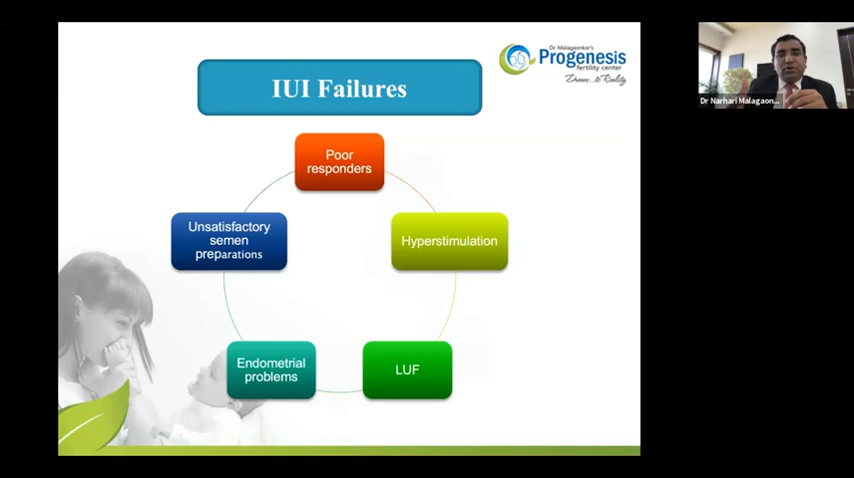 Dr. Malagaonkar's
Progenesis
fertility center
Dreams...to Reality
IUI Failures
Poor
responders
Unsatisfactory
semen
preparations
Hyperstimulation
Endometrial
problems
LUF
Dr Narhari Malagaon...